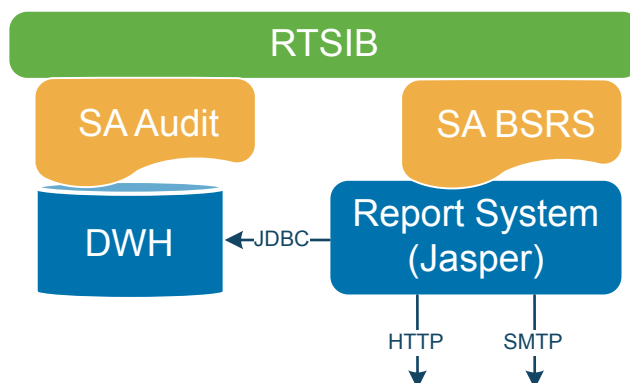 RTSIB
SA Audit
SA BSRS
DWH
JDBC
Report System
(Jasper)
HTTP
SMTP